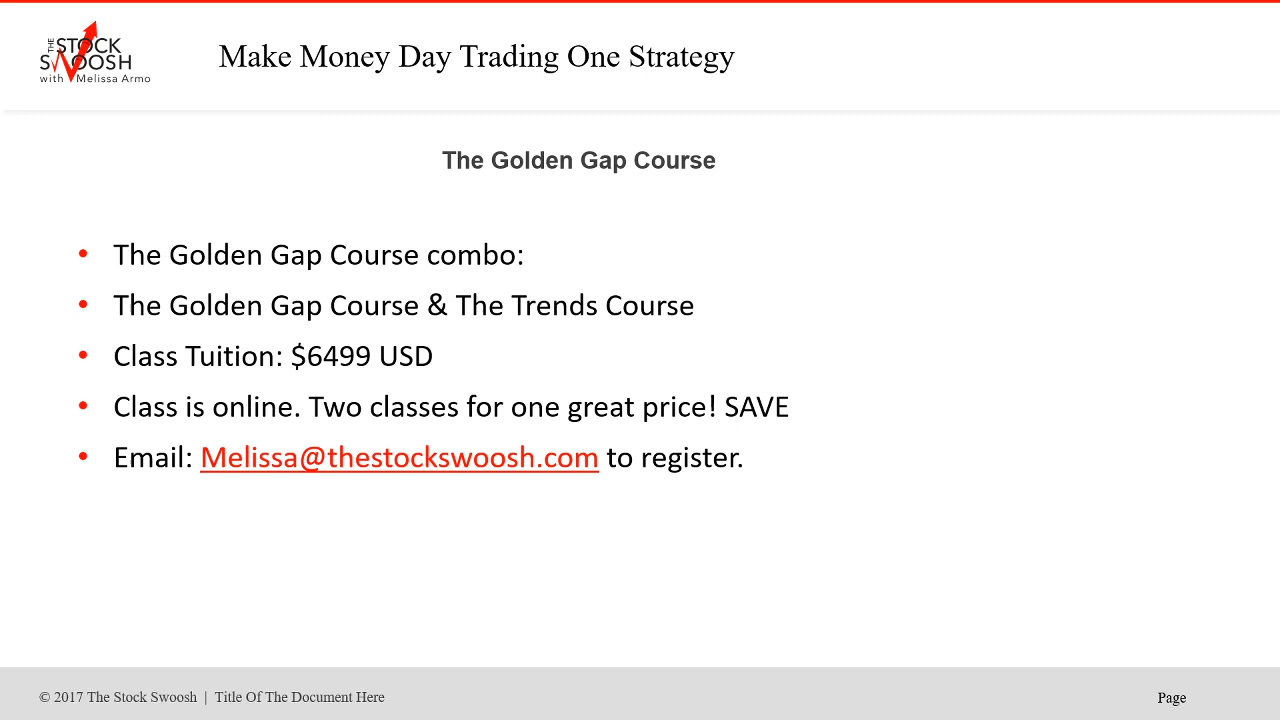 THE STOCK
SWOOSH
with Melissa Armo
Make Money Day Trading One Strategy
The Golden Gap Course
• The Golden Gap Course combo:
• The Golden Gap Course & The Trends Course
• Class Tuition: $6499 USD
• Class is online. Two classes for one great price! SAVE
• Email: Melissa@thestockswoosh.com to register.
© 2017 The Stock Swoosh | Title Of The Document Here
Page